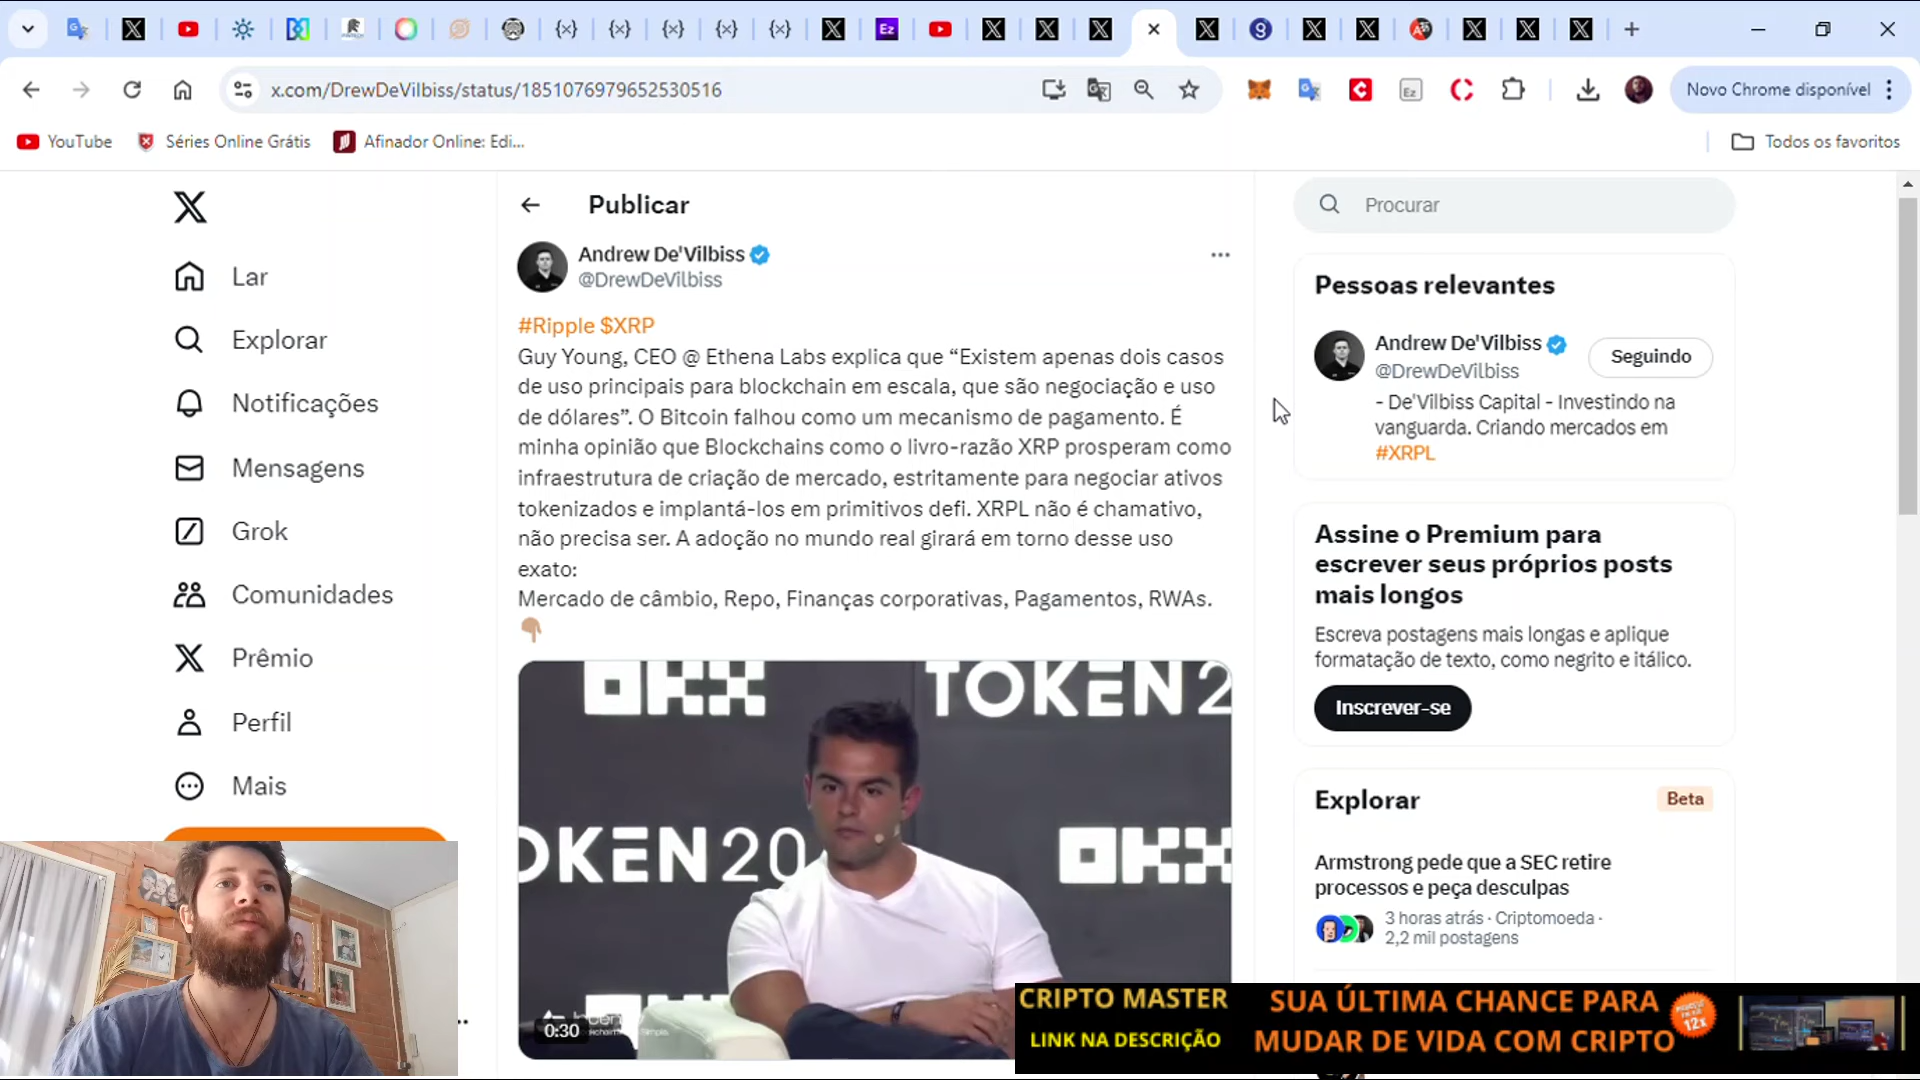 x.com/DrewDeVilbiss/status/1851076979652530516
Novo Chrome disponível
YouTube
Séries Online Grátis
Afinador Online: Edi...
Todos os favoritos
Lar
Explorar
Notificações
Mensagens
Grok
Comunidades
Prêmio
Perfil
Mais
Publicar
Andrew De'Vilbiss
@DrewDeVilbiss
#Ripple $XRP
Guy Young, CEO @ Ethena Labs explica que “Existem apenas dois casos
de uso principais para blockchain em escala, que são negociação e uso
de dólares”. O Bitcoin falhou como um mecanismo de pagamento. É
minha opinião que Blockchains como o livro-razão XRP prosperam como
infraestrutura de criação de mercado, estritamente para negociar ativos
tokenizados e implantá-los em primitivos defi. XRPL não é chamativo,
não precisa ser. A adoção no mundo real girará em torno desse uso
exato:
Mercado de câmbio, Repo, Finanças corporativas, Pagamentos, RWAs.
OKX
TOKEN2
OKEN20
OKX
0:30
Procurar
Pessoas relevantes
Andrew De'Vilbiss
@DrewDeVilbiss
Seguindo
- De'Vilbiss Capital - Investindo na
vanguarda. Criando mercados em
#XRPL
Assine o Premium para
escrever seus próprios posts
mais longos
Escreva postagens mais longas e aplique
formatação de texto, como negrito e itálico.
Inscrever-se
Explorar
Beta
Armstrong pede que a SEC retire
processos e peça desculpas
3 horas atrás · Criptomoeda ·
2,2 mil postagens
CRIPTO MASTER
LINK NA DESCRIÇÃO
SUA ÚLTIMA CHANCE PARA
MUDAR DE VIDA COM CRIPTO
12x